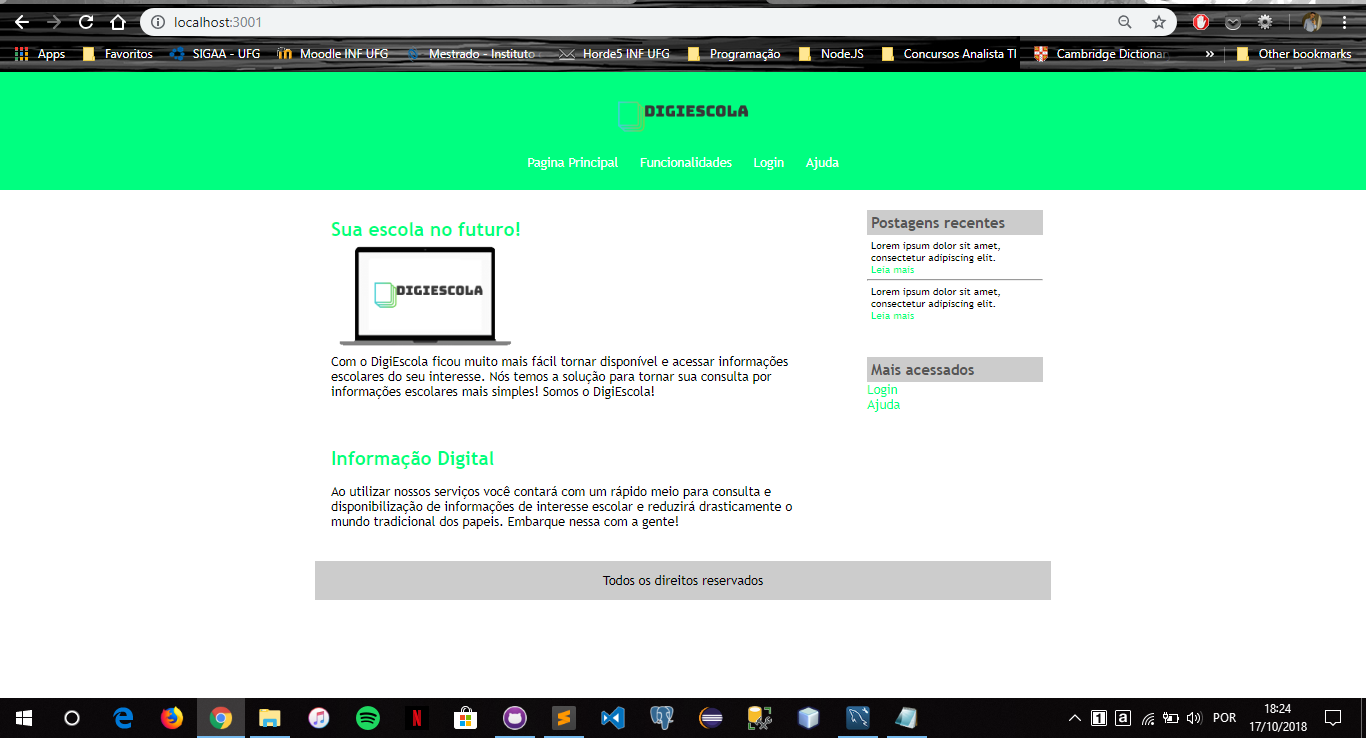 localhost:3001
Apps Favoritos SIGAA - UFG Moodle INF UFG Mestrado - Instituto Horde5 INF UFG Programação Node.JS Concursos Analista TI Cambridge Dictionar » Other bookmarks
DIGIESCOLA
Pagina Principal Funcionalidades Login Ajuda
Sua escola no futuro!
DIGIESCOLA
Com o DigiEscola ficou muito mais fácil tornar disponível e acessar informações
escolares do seu interesse. Nós temos a solução para tornar sua consulta por
informações escolares mais simples! Somos o DigiEscola!
Informação Digital
Ao utilizar nossos serviços você contará com um rápido meio para consulta e
disponibilização de informações de interesse escolar e reduzirá drasticamente o
mundo tradicional dos papeis. Embarque nessa com a gente!
Postagens recentes
Lorem ipsum dolor sit amet,
consectetur adipiscing elit.
Leia mais
Lorem ipsum dolor sit amet,
consectetur adipiscing elit.
Leia mais
Mais acessados
Login
Ajuda
Todos os direitos reservados
POR
18:24
17/10/2018